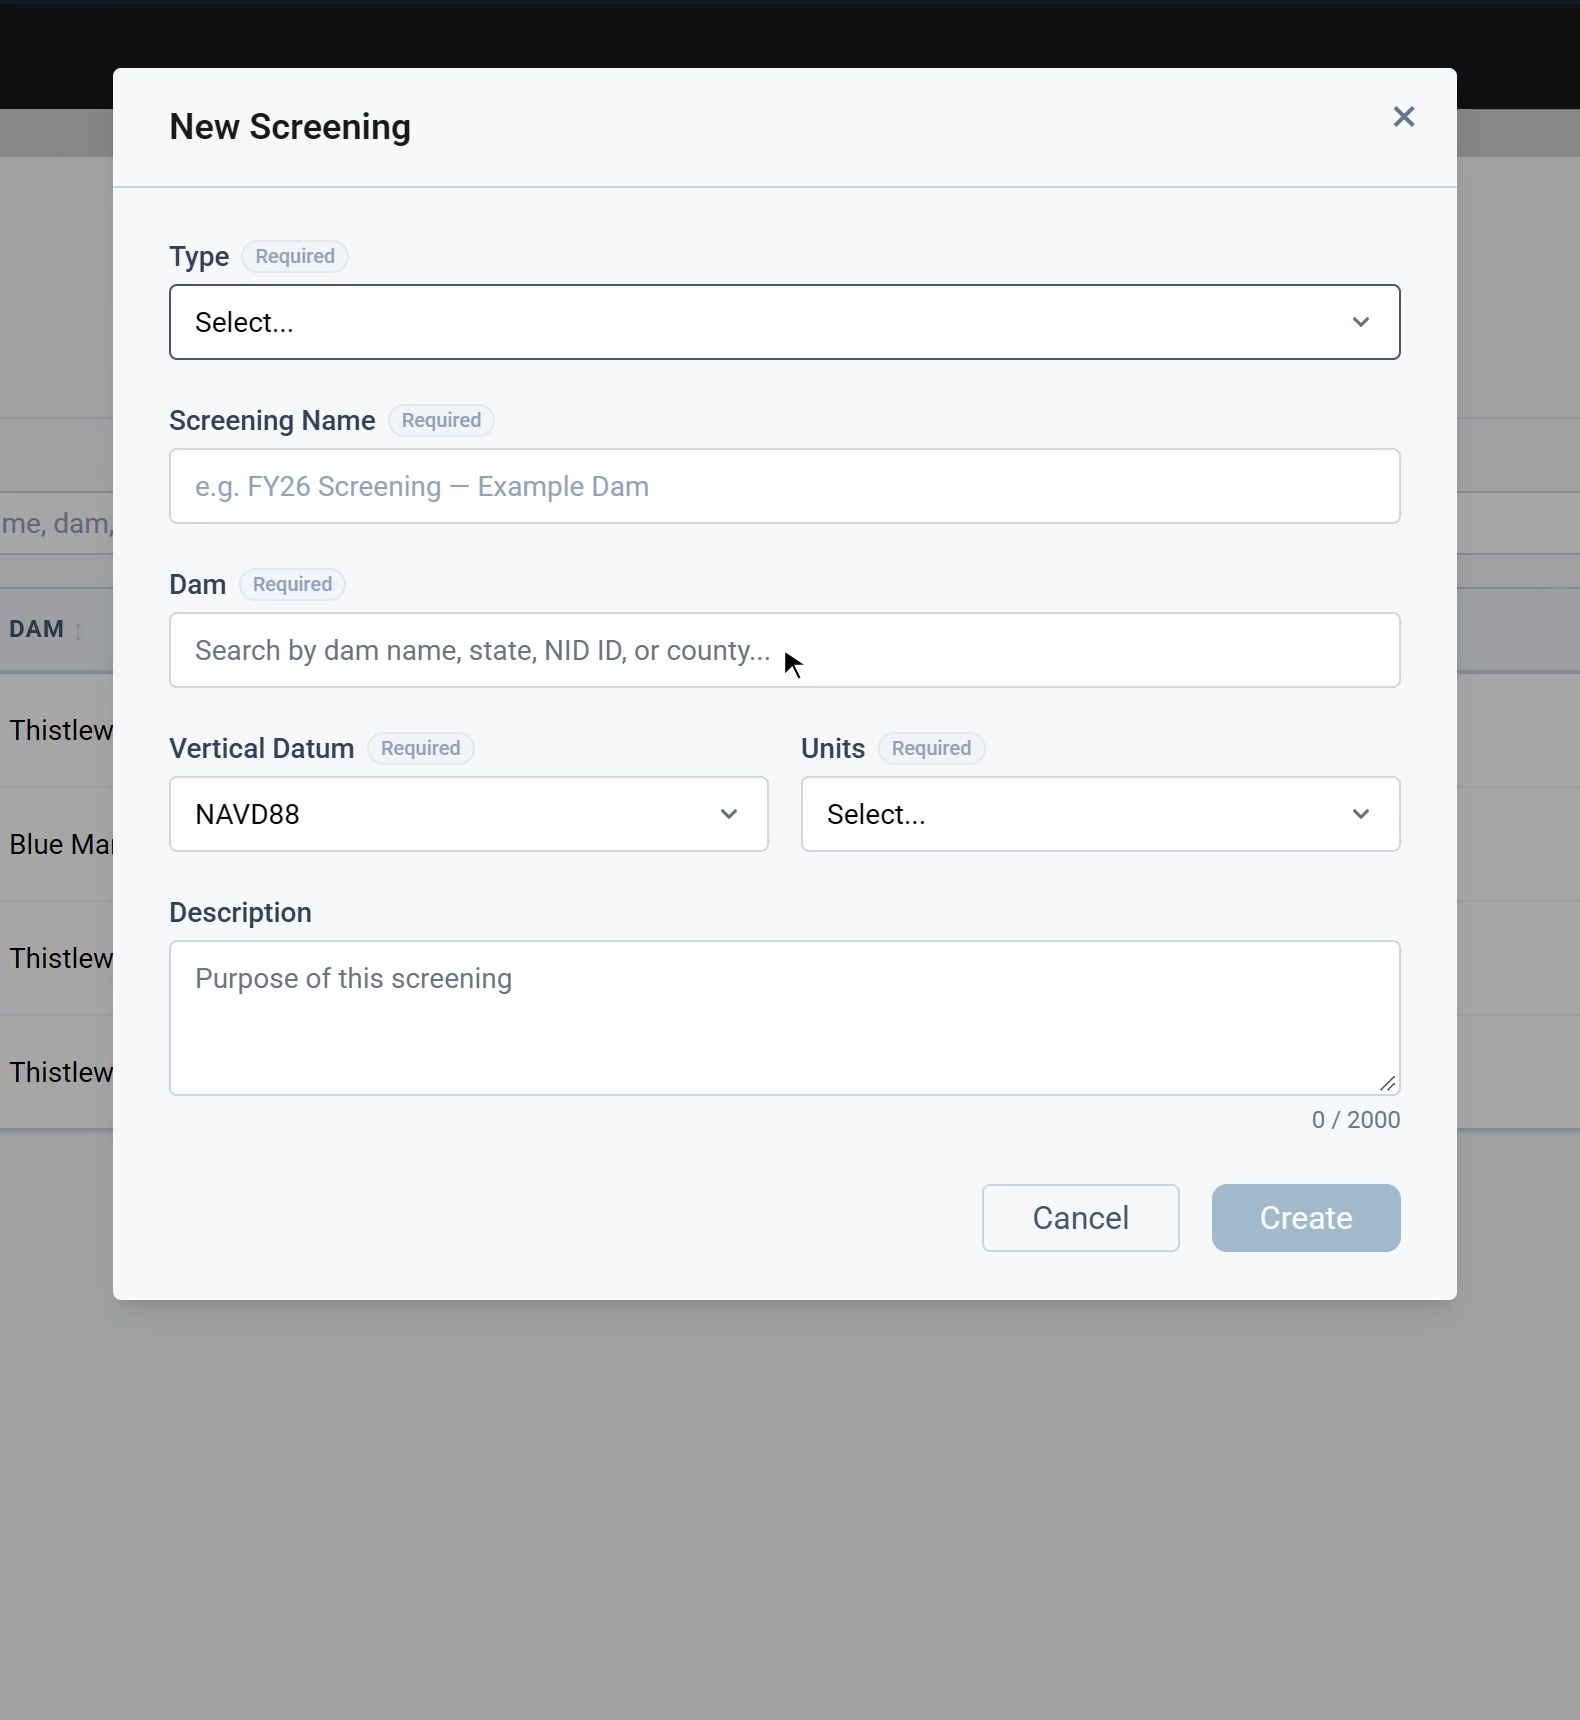 New Screening
Type Required
Select...
Screening Name Required
e.g. FY26 Screening — Example Dam
me, dam,
Dam Required
Search by dam name, state, NID ID, or county...
DAM
Thistlew
Vertical Datum Required
Units Required
NAVD88
Select...
Blue Mar
Description
Thistlew
Purpose of this screening
Thistlew
0 / 2000
Cancel
Create